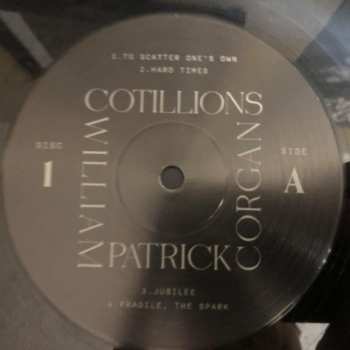 1.TO SCATTER ONE'S OWN
2.HARD TIMES
COTILLIONS
WILLIAM
PATRICK
CORGAN
DISC
1
SIDE
A
3.JUBILEE
4.FRAGILE, THE SPARK